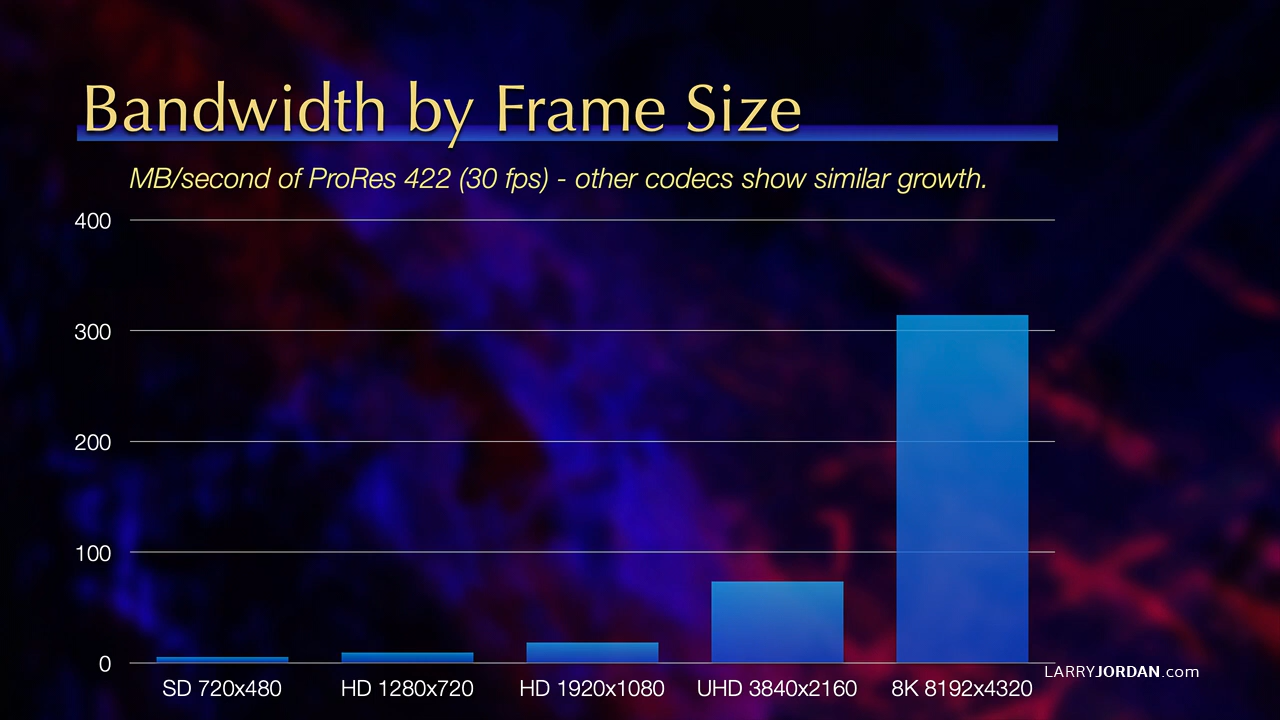 Bandwidth by Frame Size
MB/second of ProRes 422 (30 fps) - other codecs show similar growth.
400
300
200
100
0
SD 720x480 HD 1280x720 HD 1920x1080 UHD 3840x2160 8K 8192x4320
LARRYJORDAN.com